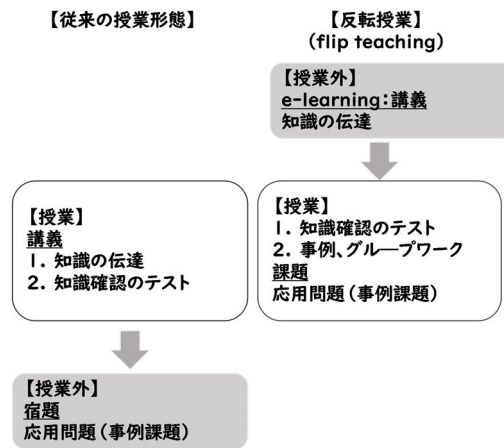 【従来の授業形態】
【授業】
講義
1. 知識の伝達
2. 知識確認のテスト
【授業外】
宿題
応用問題(事例課題)
【反転授業】
(flip teaching)
【授業外】
e-learning:講義
知識の伝達
【授業】
1. 知識確認のテスト
2. 事例、グループワーク
課題
応用問題(事例課題)